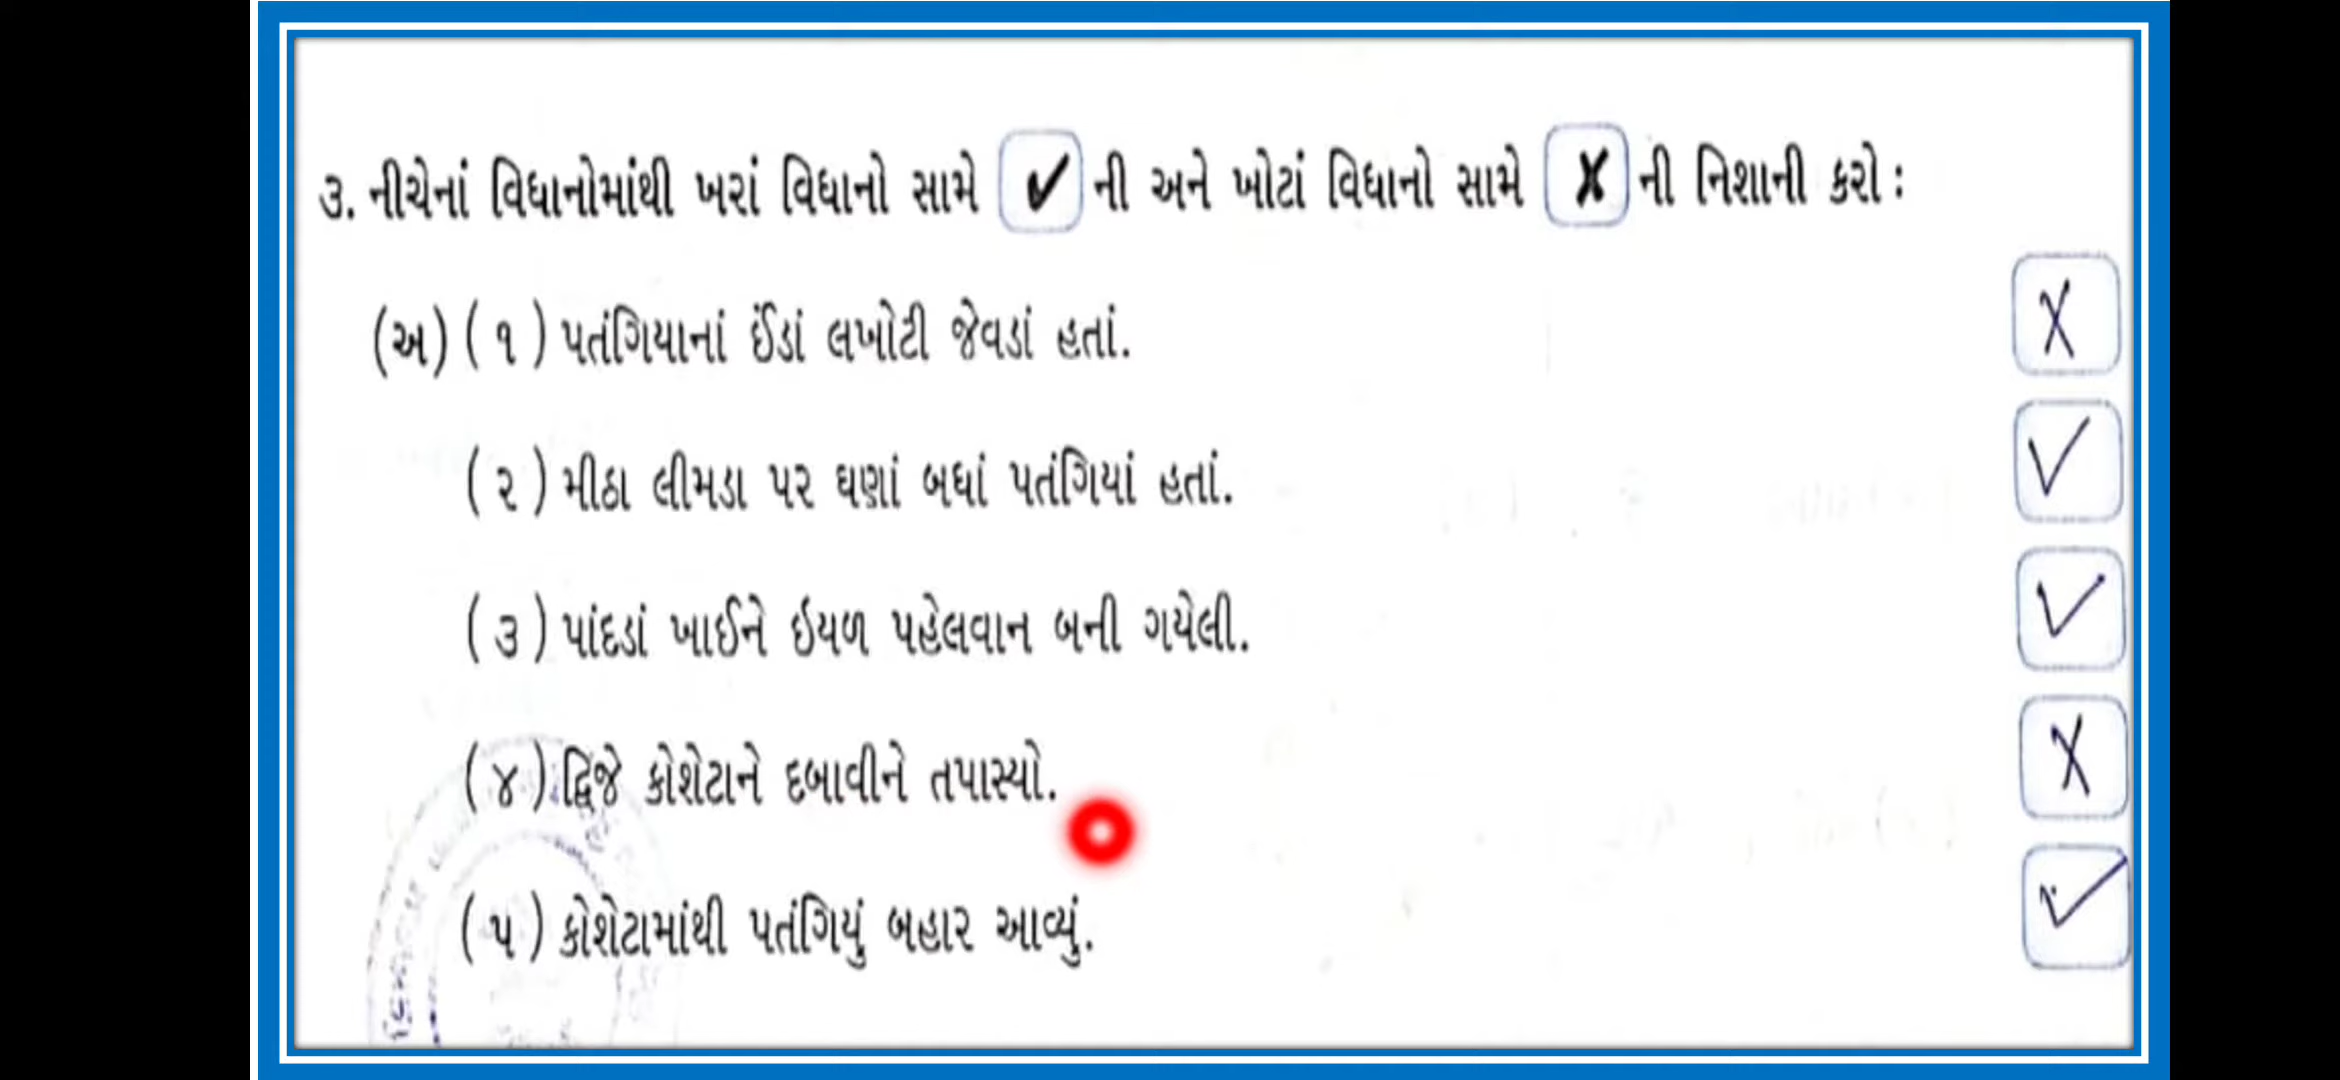 ૩. નીચેનાં વિધાનોમાંથી ખરાં વિધાનો સામે ✓ ની અને ખોટાં વિધાનો સામે ✗ ની નિશાની કરો :
(અ) ( ૧ ) પતંગિયાનાં ઈંડાં લખોટી જેવડાં હતાં. ✗
( ૨ ) મીઠા લીમડા પર ઘણાં બધાં પતંગિયાં હતાં. ✓
( ૩ ) પાંદડાં ખાઈને ઇયળ પહેલવાન બની ગયેલી. ✓
( ૪ ) દ્વિજે કોશેટાને દબાવીને તપાસ્યો. ✗
( ૫ ) કોશેટામાંથી પતંગિયું બહાર આવ્યું. ✓